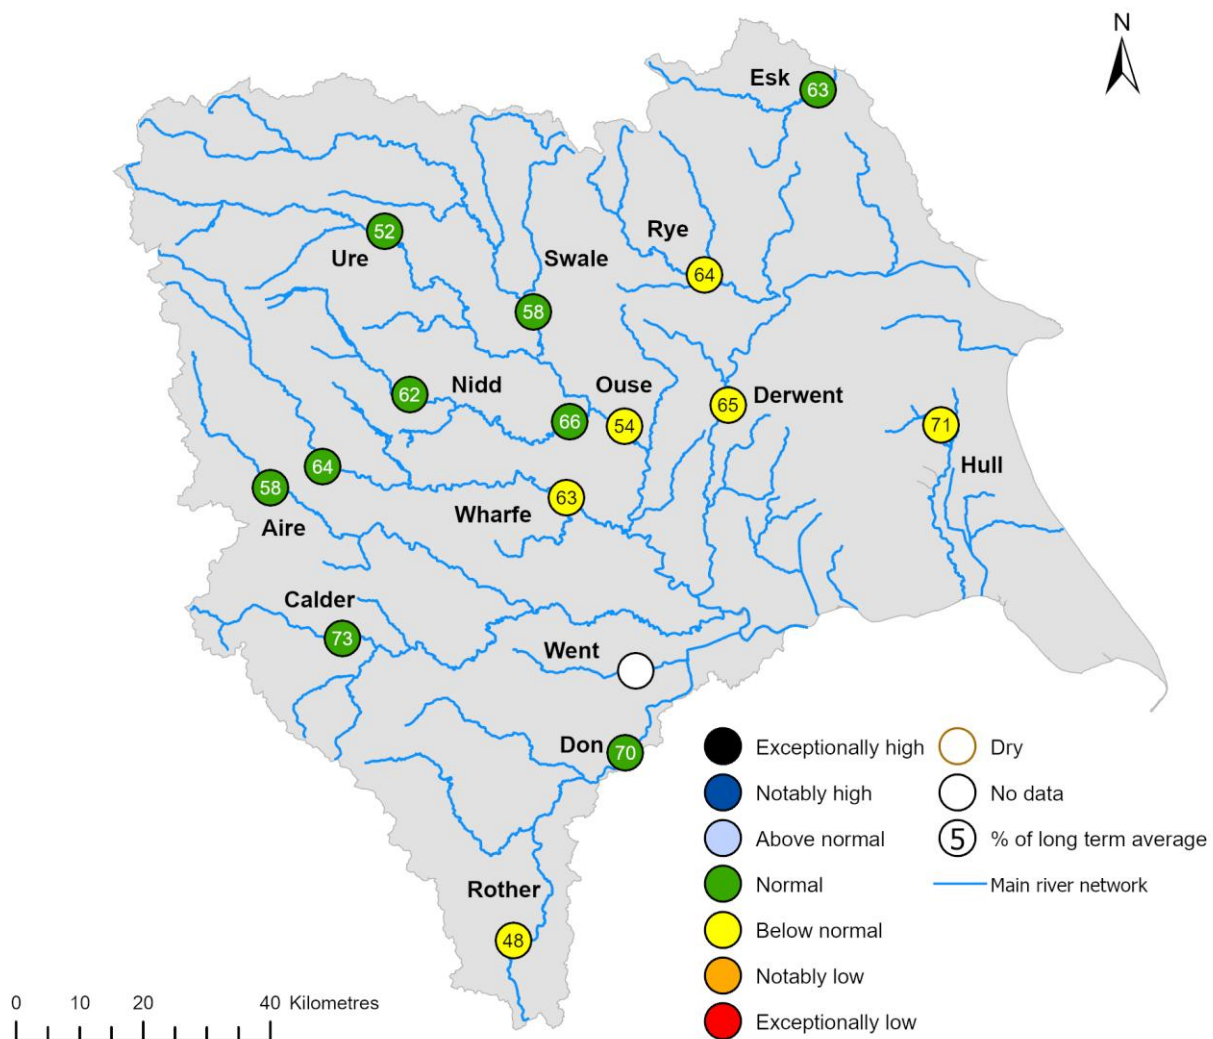 N
Esk
63
Rye
52
Ure
Swale
64
58
62
Nidd
Ouse
66
54
65
Derwent
71
Hull
64
58
Aire
Wharfe
63
Calder
73
Went
Don
70
Rother
48
Exceptionally high
Notably high
Above normal
Normal
Below normal
Notably low
Exceptionally low
Dry
No data
5 % of long term average
Main river network
0 10 20 40 Kilometres